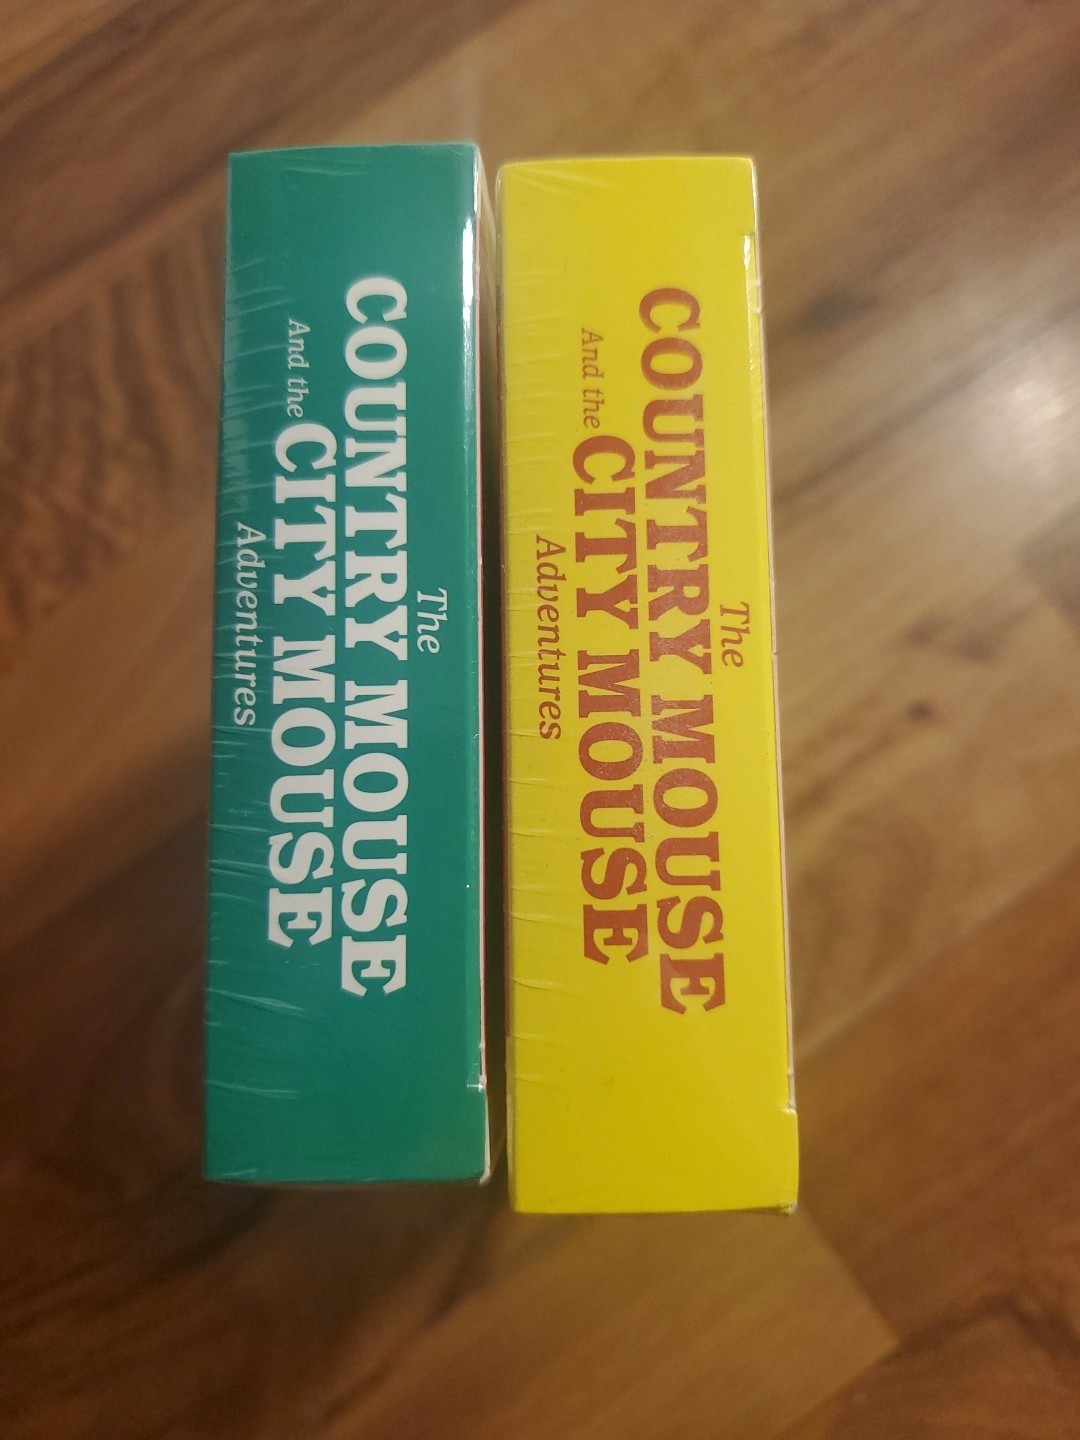 The
COUNTRY MOUSE
And the CITY MOUSE
Adventures
The
COUNTRY MOUSE
And the CITY MOUSE
Adventures